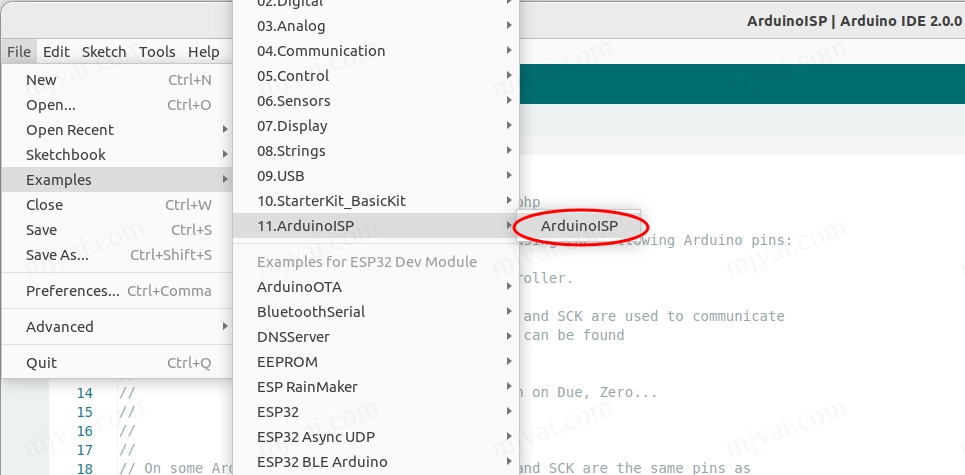 02.Digital
03.Analog
ArduinoISP | Arduino IDE 2.0.0
File Edit Sketch Tools Help
04.Communication
New Ctrl+N
05.Control
Open... Ctrl+O
06.Sensors
Open Recent
07.Display
Sketchbook
08.Strings
Examples
09.USB
Close Ctrl+W
10.StarterKit_BasicKit
Save Ctrl+S
11.ArduinoISP
ArduinoISP
Save As... Ctrl+Shift+S
Examples for ESP32 Dev Module
Preferences... Ctrl+Comma
ArduinoOTA
BluetoothSerial
Advanced
DNSServer
Quit Ctrl+Q
EEPROM
ESP RainMaker
ESP32
ESP32 Async UDP
ESP32 BLE Arduino
php
following Arduino pins:
roller.
and SCK are used to communicate
can be found
14 // on Due, Zero...
15 //
16 //
17 //
18 // On some Ard and SCK are the same pins as
mjyai.com